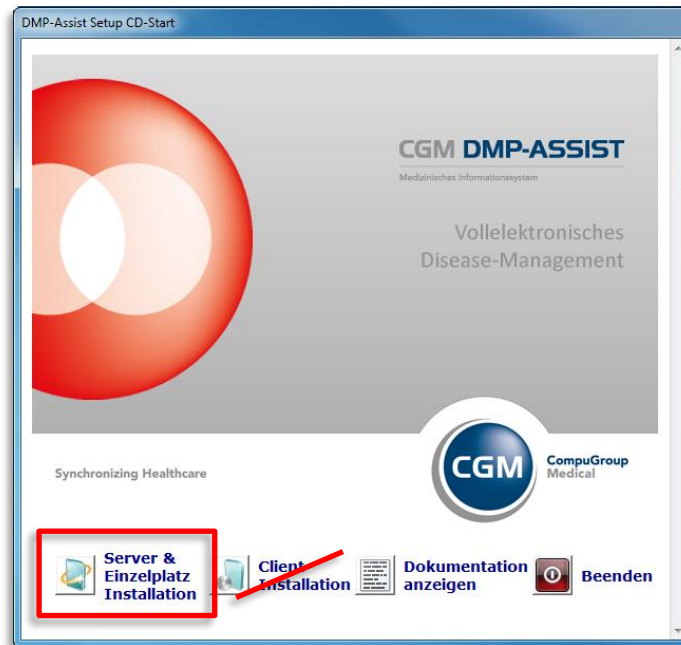 DMP-Assist Setup CD-Start
CGM DMP-ASSIST
Medizinisches Informationssystem
Vollelektronisches
Disease-Management
Synchronizing Healthcare
CGM
CompuGroup
Medical
Server &
Einzelplatz
Installation
Client
Installation
Dokumentation
anzeigen
Beenden